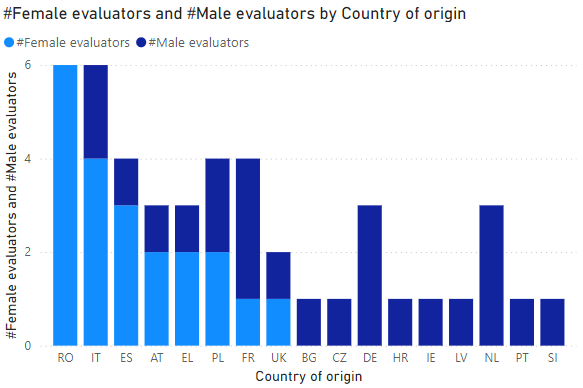 #Female evaluators and #Male evaluators by Country of origin
#Female evaluators #Male evaluators
#Female evaluators and #Male evaluators
6
4
2
0
RO IT ES AT EL PL FR UK BG CZ DE HR IE LV NL PT SI
Country of origin